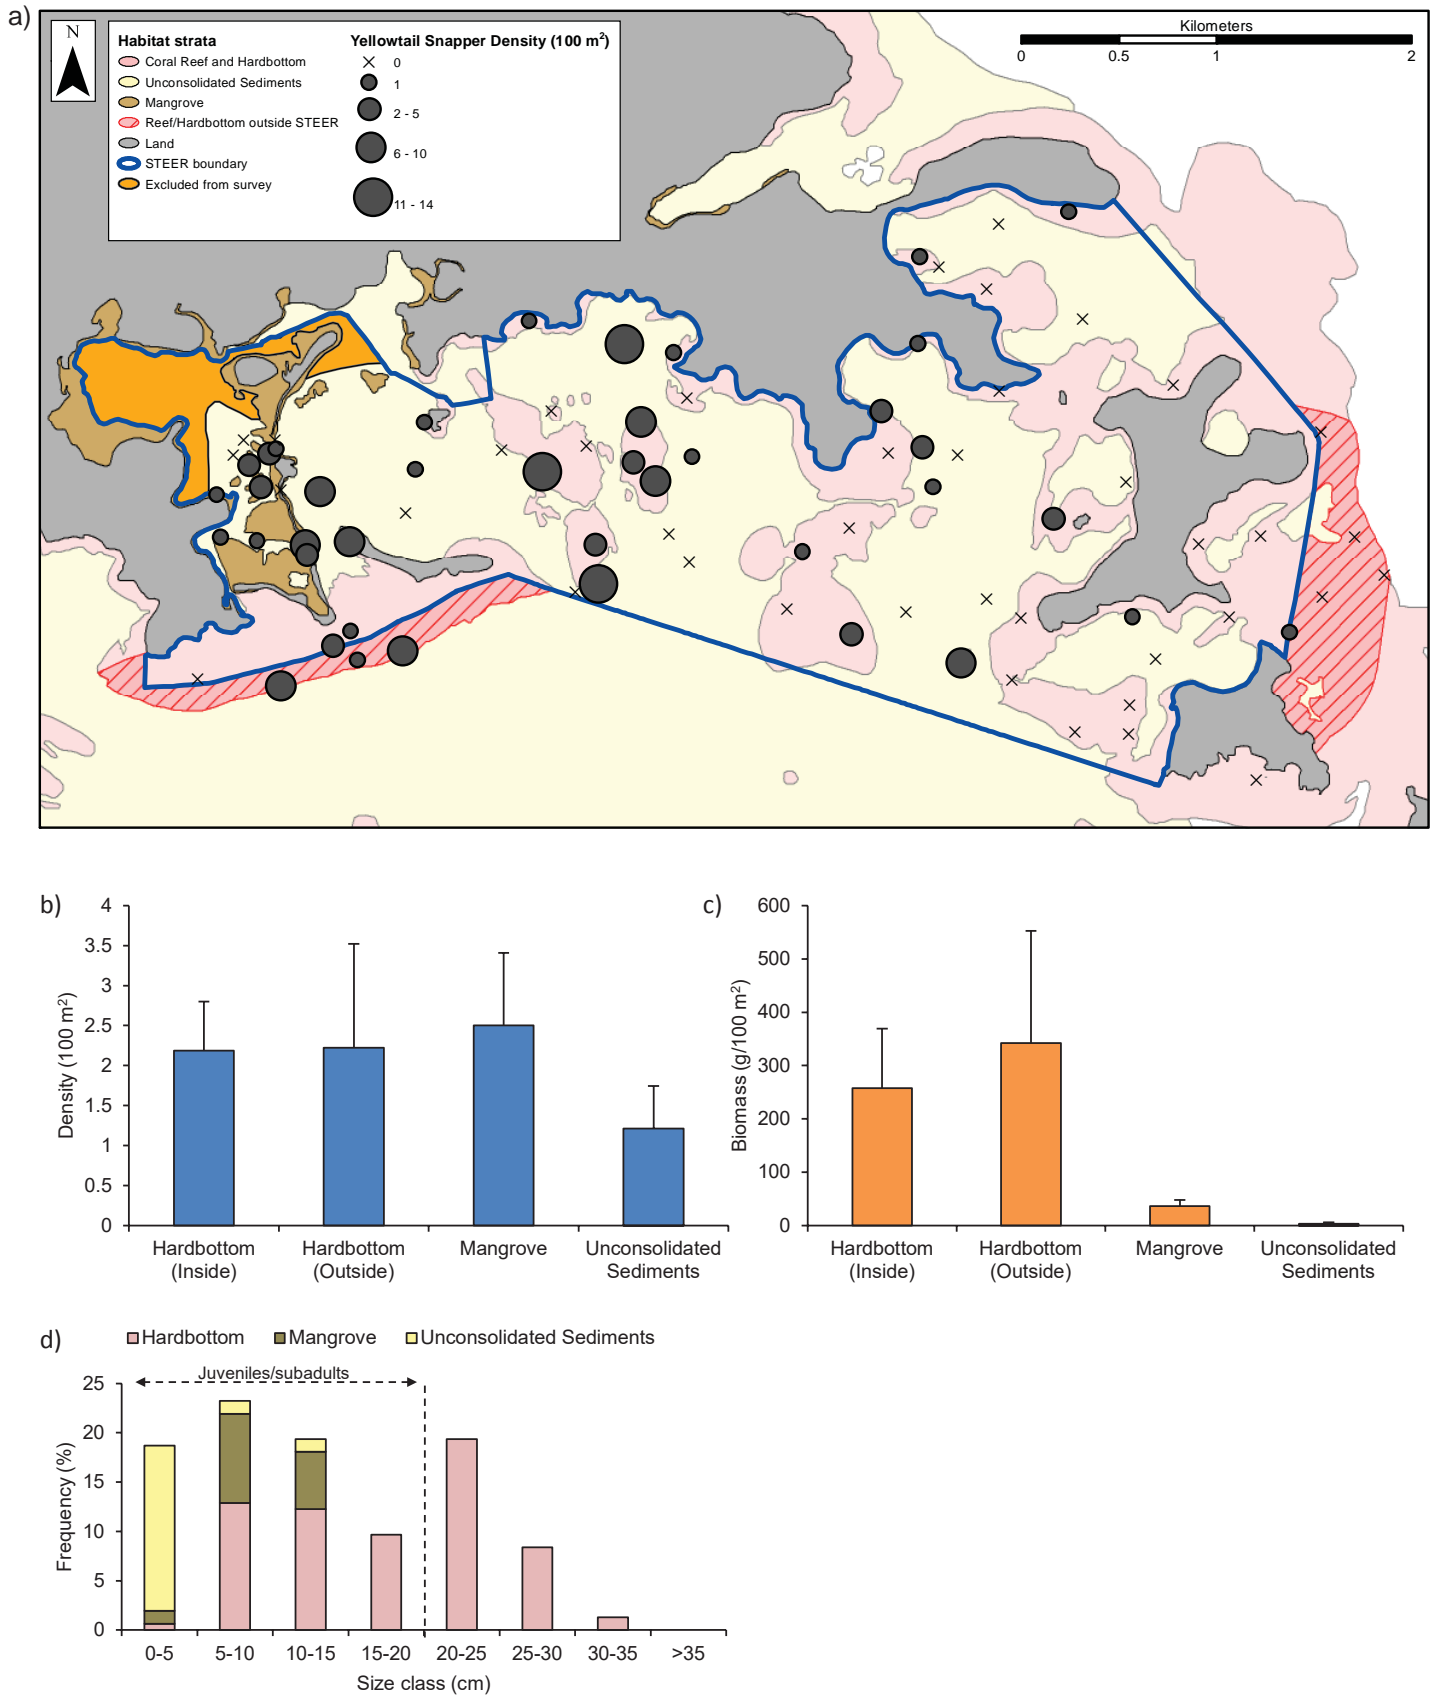 a)
N
Habitat strata
Coral Reef and Hardbottom
Unconsolidated Sediments
Mangrove
Reef/Hardbottom outside STEER
Land
STEER boundary
Excluded from survey
Yellowtail Snapper Density (100 m²)
0
1
2 - 5
6 - 10
11 - 14
Kilometers
0 0.5 1 2
b)
Density (100 m²)
4
3.5
3
2.5
2
1.5
1
0.5
0
Hardbottom (Inside)
Hardbottom (Outside)
Mangrove
Unconsolidated Sediments
c)
Biomass (g/100 m²)
600
500
400
300
200
100
0
Hardbottom (Inside)
Hardbottom (Outside)
Mangrove
Unconsolidated Sediments
d)
Hardbottom Mangrove Unconsolidated Sediments
Juveniles/subadults
Frequency (%)
25
20
15
10
5
0
0-5 5-10 10-15 15-20 20-25 25-30 30-35 >35
Size class (cm)